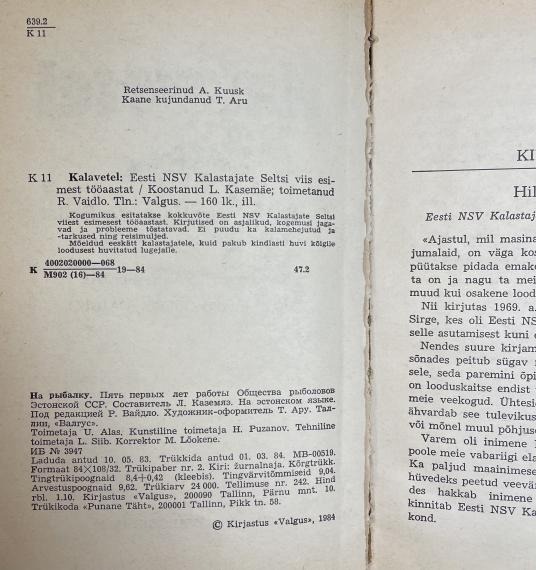 639.2
K 11
Retsenseerinud A. Kuusk
Kaane kujundanud T. Aru
K 11 Kalavetel: Eesti NSV Kalastajate Seltsi viis esi-
mest tööaastat / Koostanud L. Kasemäe; toimetanud
R. Vaidlo. Tln.: Valgus. — 160 lk., ill.
Kogumikus esitatakse kokkuvõte Eesti NSV Kalastajate Seltsi
viiest esimesest tööaastast. Kirjutised on asjalikud, kogemusi jaga-
vad ja probleeme tõstatavad. Ei puudu ka kalamehejutud ja
-tarkused ning reisimuljed.
Mõeldud eeskätt kalastajatele, kuid pakub kindlasti huvi kõigile
loodusest huvitatud lugejaile.
K 4002020000—068
M902 (16)—84 19—84 47.2
На рыбалку. Пять первых лет работы Общества рыболовов
Эстонской ССР. Составитель Л. Каземяэ. На эстонском языке.
Под редакцией Р. Вайдло. Художник-оформитель Т. Ару. Тал-
лин, «Валгус».
Toimetaja U. Alas. Kunstiline toimetaja H. Puzanov. Tehniline
toimetaja L. Siib. Korrektor M. Lõokene.
ИБ № 3947
Laduda antud 10. 05. 83. Trükkida antud 01. 03. 84. MB-00519.
Formaat 84×108/32. Trükipaber nr. 2. Kiri: žurnalnaja. Kõrgtrükk.
Tingtrükipoognaid 8,4+0,42 (kleebis). Tingvärvitõmmiseid 9,04.
Arvestuspoognaid 9,62. Trükiarv 24 000. Tellimuse nr. 242. Hind
rbl. 1.10. Kirjastus «Valgus», 200090 Tallinn, Pärnu mnt. 10.
Trükikoda «Punane Täht», 200001 Tallinn, Pikk tn. 58.
© Kirjastus «Valgus», 1984
KI
Hil
Eesti NSV Kalastaj
«Ajastul, mil masina
jumalaid, on väga kos
püütakse pidada emako
ta on ja nagu ta mei
muud kui osakene lood
Nii kirjutas 1969. a.
Sirge, kes oli Eesti NS
selle asutamisest kuni
Nendes suure kirjam
sõnades peitub sügav
sele, seda paremini õpi
on looduskaitse endist
meie veekogud. Ühtesi
ähvardab see tulevikus
või mõnel muul põhjus
Varem oli inimene
poole meie vabariigi ela
Ka paljud maainimese
hüvedeks peetud veevär
des hakkab inimene
kinnitab Eesti NSV Ka
kond.